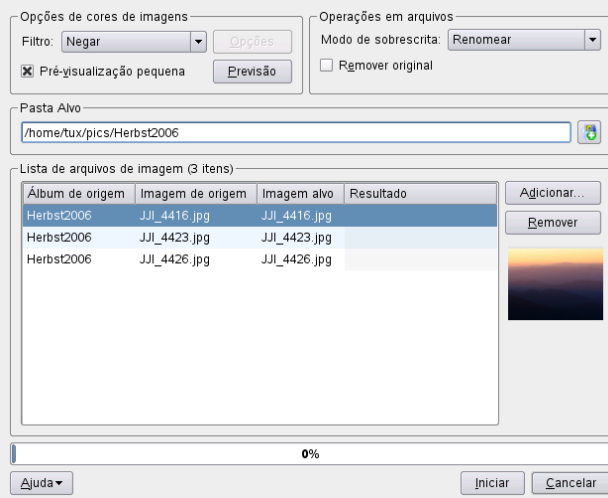 Opções de cores de imagens
Filtro: Negar Opções
Pré-visualização pequena Previsão
Operações em arquivos
Modo de sobrescrita: Renomear
Remover original
Pasta Alvo
/home/tux/pics/Herbst2006
Lista de arquivos de imagem (3 itens)
Álbum de origem Imagem de origem Imagem alvo Resultado
Herbst2006 JJI_4416.jpg JJI_4416.jpg
Herbst2006 JJI_4423.jpg JJI_4423.jpg
Herbst2006 JJI_4426.jpg JJI_4426.jpg
Adicionar...
Remover
0%
Ajuda Iniciar Cancelar